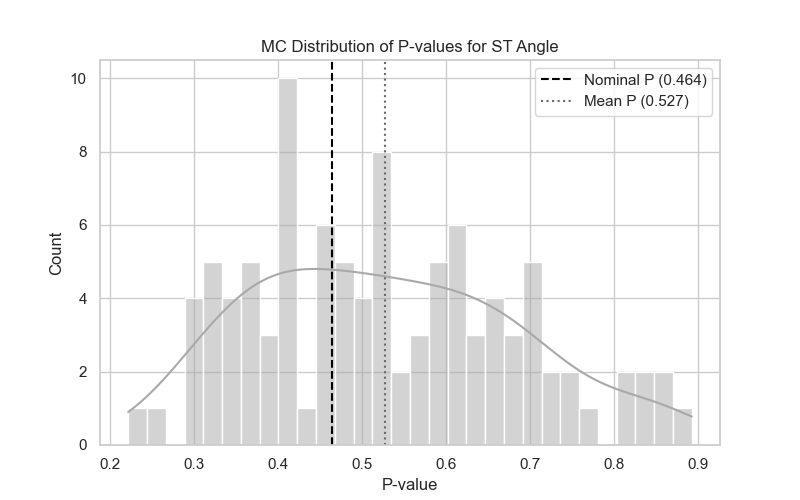 MC Distribution of P-values for ST Angle
Nominal P (0.464)
Mean P (0.527)
Count
10
8
6
4
2
0
0.2 0.3 0.4 0.5 0.6 0.7 0.8 0.9
P-value